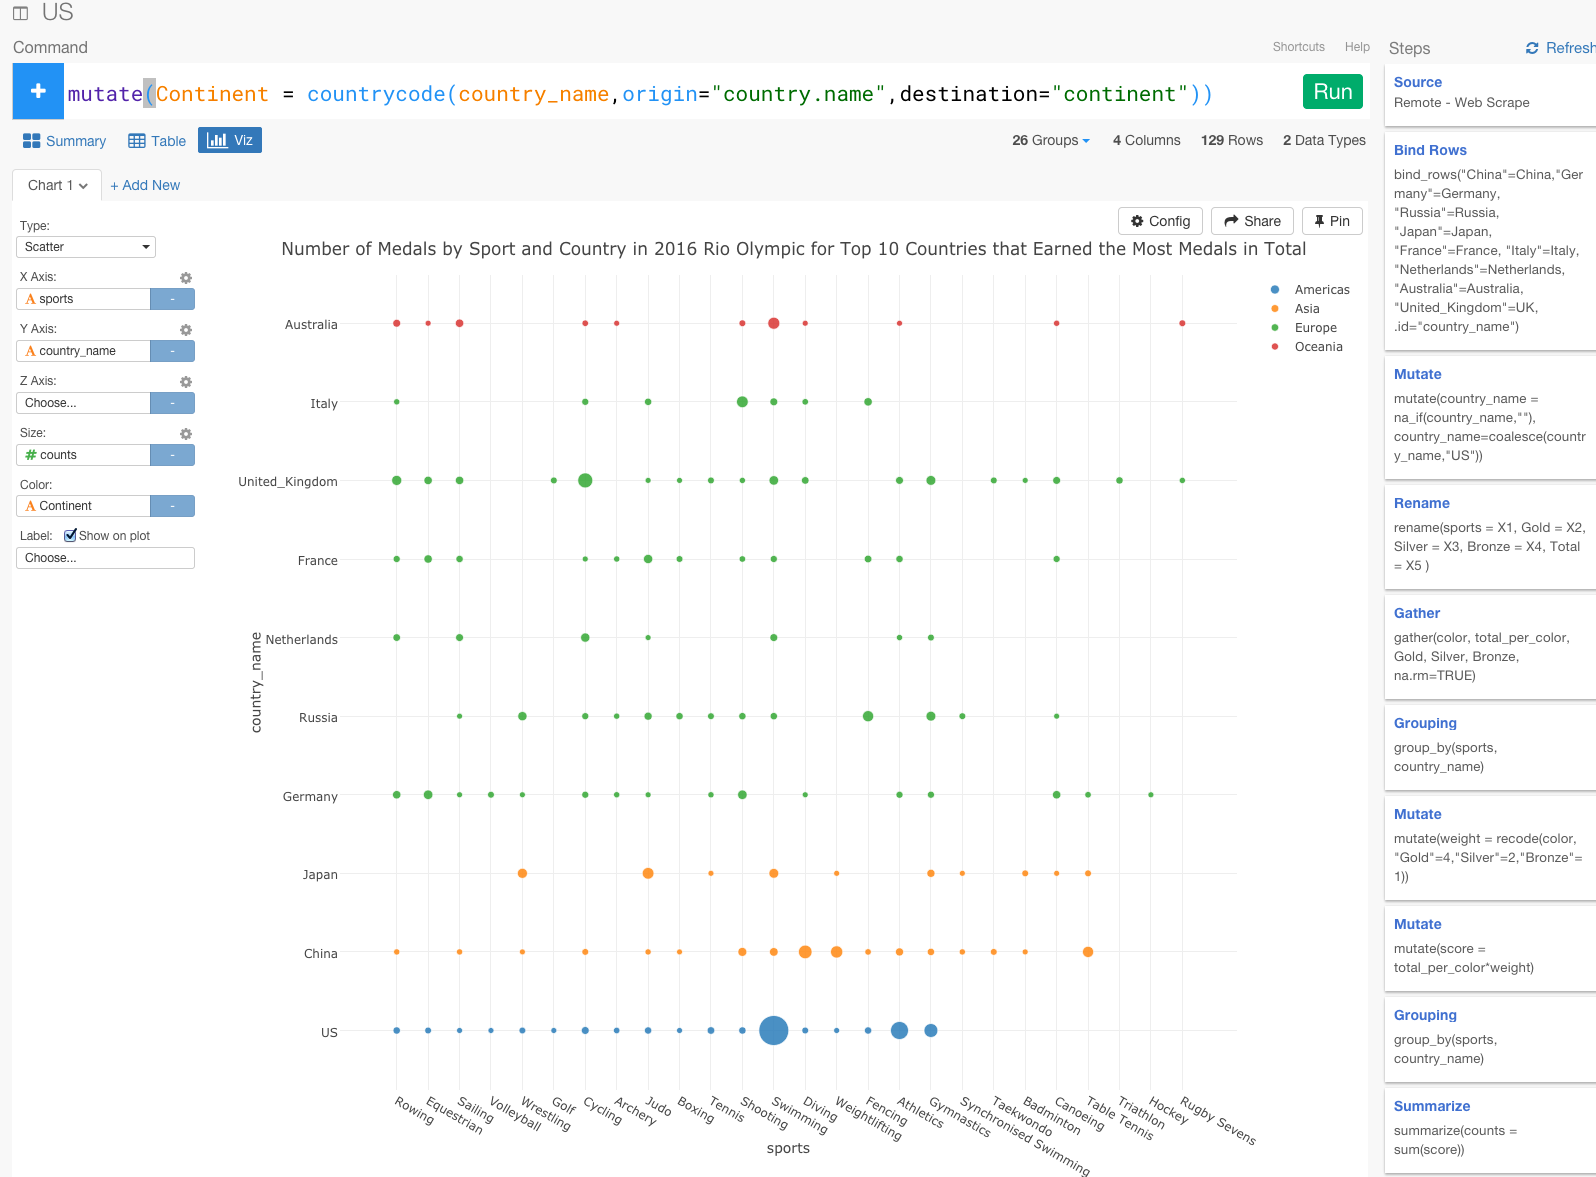 US
Command
Shortcuts Help
mutate(Continent = countrycode(country_name,origin="country.name",destination="continent"))
Run
Summary Table Viz
26 Groups 4 Columns 129 Rows 2 Data Types
Chart 1 + Add New
Config Share Pin
Type:
Scatter
X Axis:
A sports
-
Y Axis:
A country_name
-
Z Axis:
Choose...
-
Size:
# counts
-
Color:
A Continent
-
Label: Show on plot
Choose...
Number of Medals by Sport and Country in 2016 Rio Olympic for Top 10 Countries that Earned the Most Medals in Total
Americas
Asia
Europe
Oceania
Australia
Italy
United_Kingdom
France
Netherlands
Russia
Germany
Japan
China
US
country_name
Rowing
Equestrian
Sailing
Volleyball
Wrestling
Golf
Cycling
Archery
Judo
Boxing
Tennis
Shooting
Swimming
Diving
Weightlifting
Fencing
Athletics
Gymnastics
Synchronised Swimming
Taekwondo
Badminton
Canoeing
Table Tennis
Triathlon
Hockey
Rugby Sevens
sports
Steps Refresh
Source
Remote - Web Scrape
Bind Rows
bind_rows("China"=China,"Ger
many"=Germany,
"Russia"=Russia,
"Japan"=Japan,
"France"=France, "Italy"=Italy,
"Netherlands"=Netherlands,
"Australia"=Australia,
"United_Kingdom"=UK,
.id="country_name")
Mutate
mutate(country_name =
na_if(country_name,""),
country_name=coalesce(count
ry_name,"US"))
Rename
rename(sports = X1, Gold = X2,
Silver = X3, Bronze = X4, Total
= X5 )
Gather
gather(color, total_per_color,
Gold, Silver, Bronze,
na.rm=TRUE)
Grouping
group_by(sports,
country_name)
Mutate
mutate(weight = recode(color,
"Gold"=4,"Silver"=2,"Bronze"=
1))
Mutate
mutate(score =
total_per_color*weight)
Grouping
group_by(sports,
country_name)
Summarize
summarize(counts =
sum(score))